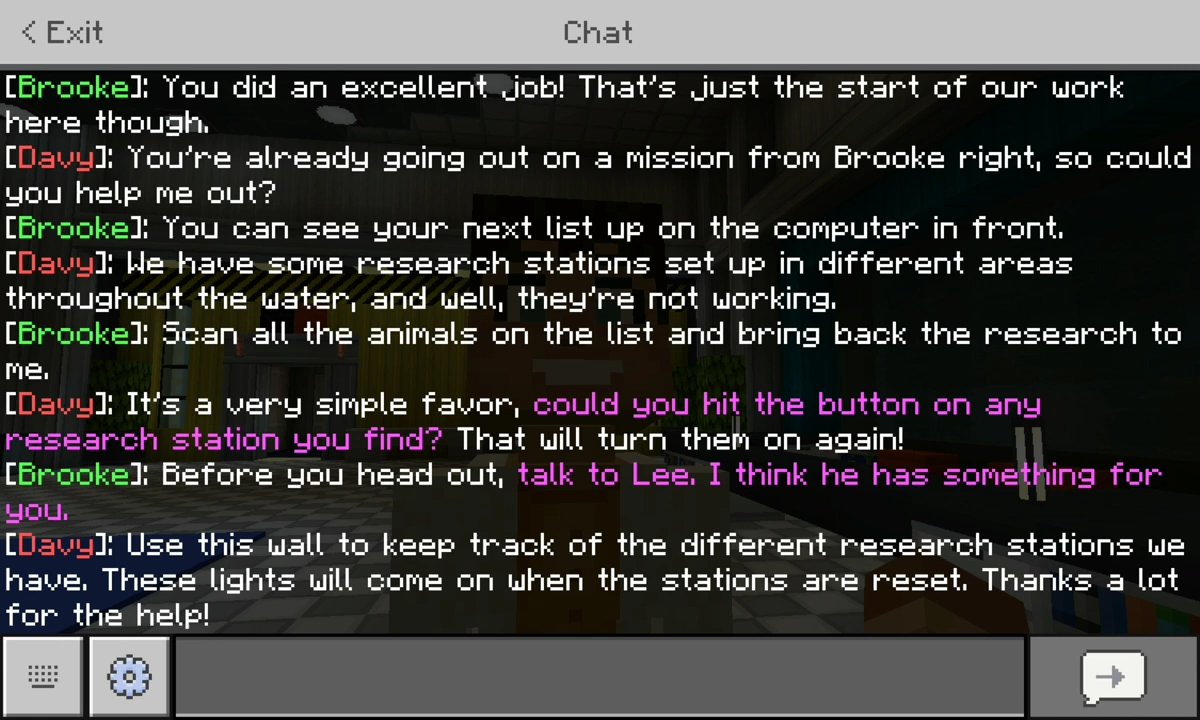 < Exit
Chat
[Brooke]: You did an excellent job! That's just the start of our work
here though.
[Davy]: You're already going out on a mission from Brooke right, so could
you help me out?
[Brooke]: You can see your next list up on the computer in front.
[Davy]: We have some research stations set up in different areas
throughout the water, and well, they're not working.
[Brooke]: Scan all the animals on the list and bring back the research to
me.
[Davy]: It's a very simple favor, could you hit the button on any
research station you find? That will turn them on again!
[Brooke]: Before you head out, talk to Lee. I think he has something for
you.
[Davy]: Use this wall to keep track of the different research stations we
have. These lights will come on when the stations are reset. Thanks a lot
for the help!